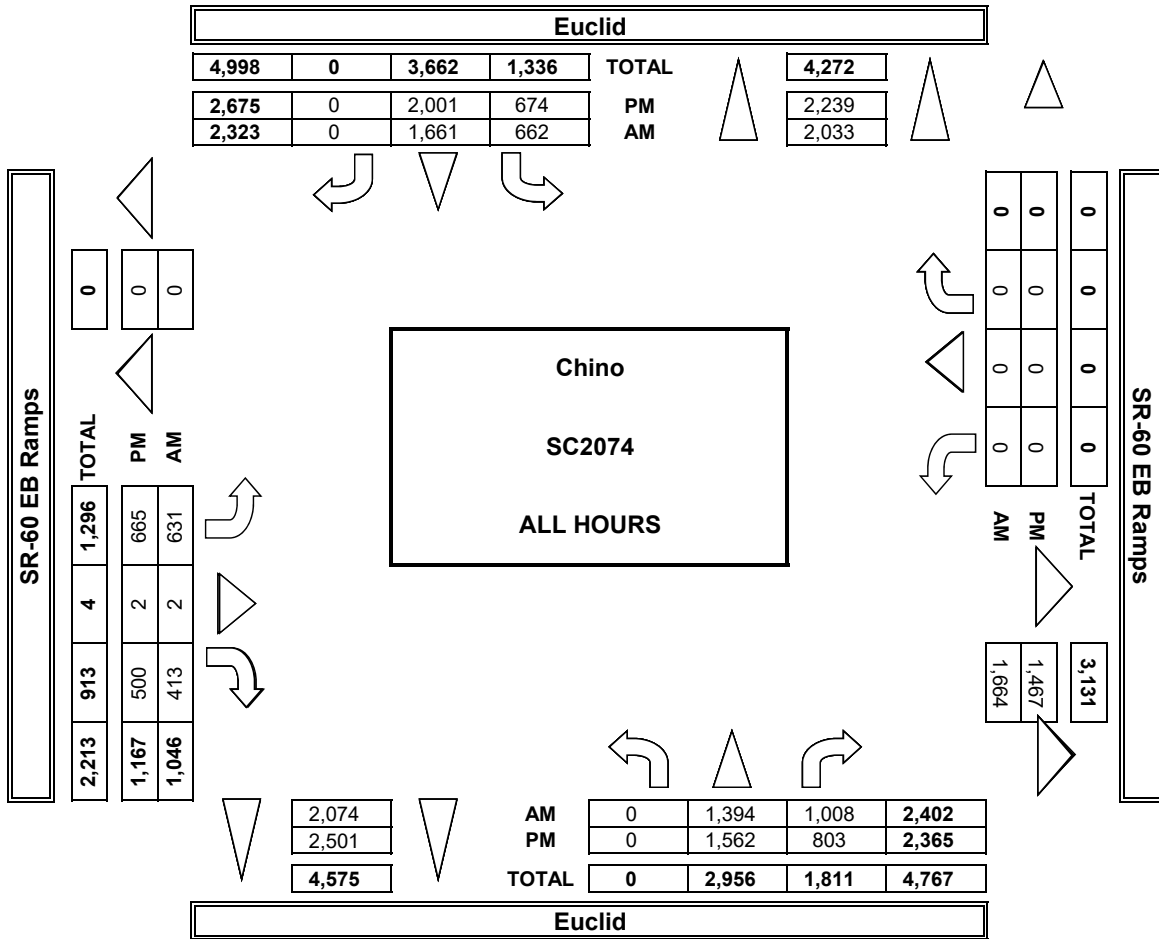 Euclid
4,998 0 3,662 1,336 TOTAL 4,272
2,675 0 2,001 674 PM 2,239
2,323 0 1,661 662 AM 2,033
SR-60 EB Ramps
0 0 0
TOTAL PM AM
1,296 665 631
4 2 2
913 500 413
2,213 1,167 1,046
Chino
SC2074
ALL HOURS
0 0 0
0 0 0
0 0 0
0 0 0
AM PM TOTAL
1,664 1,467 3,131
SR-60 EB Ramps
2,074 AM 0 1,394 1,008 2,402
2,501 PM 0 1,562 803 2,365
4,575 TOTAL 0 2,956 1,811 4,767
Euclid